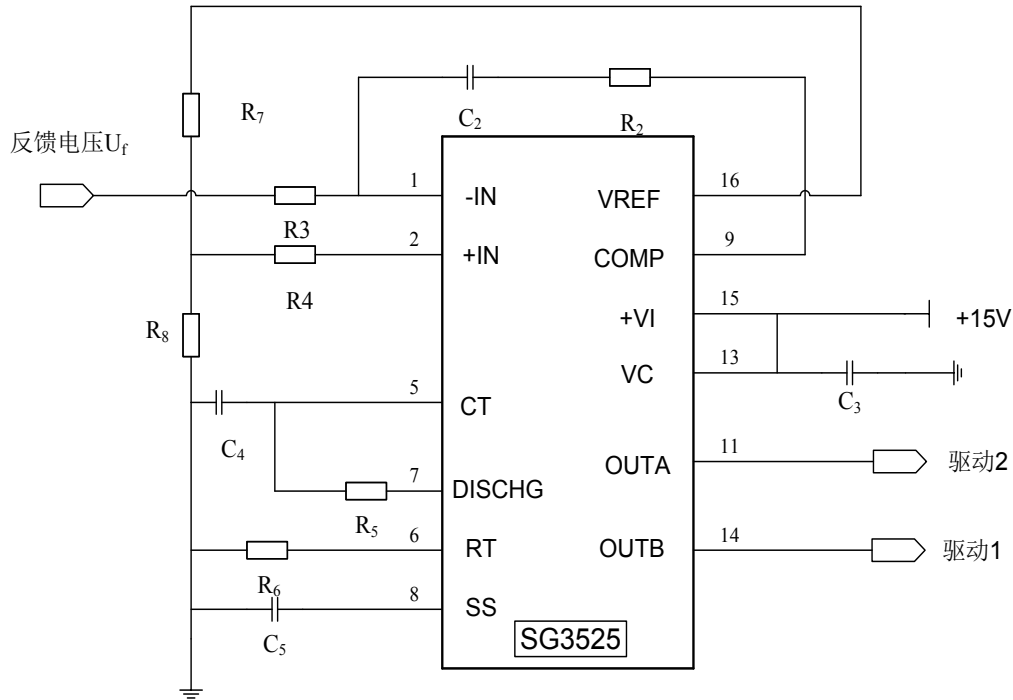 R7
C2
R2
反馈电压Uf
1
-IN
VREF
16
R3
2
+IN
COMP
9
R4
15
+VI
+15V
R8
13
VC
C3
5
CT
C4
11
OUTA
驱动2
7
DISCHG
R5
6
RT
OUTB
14
驱动1
R6
8
SS
C5
SG3525